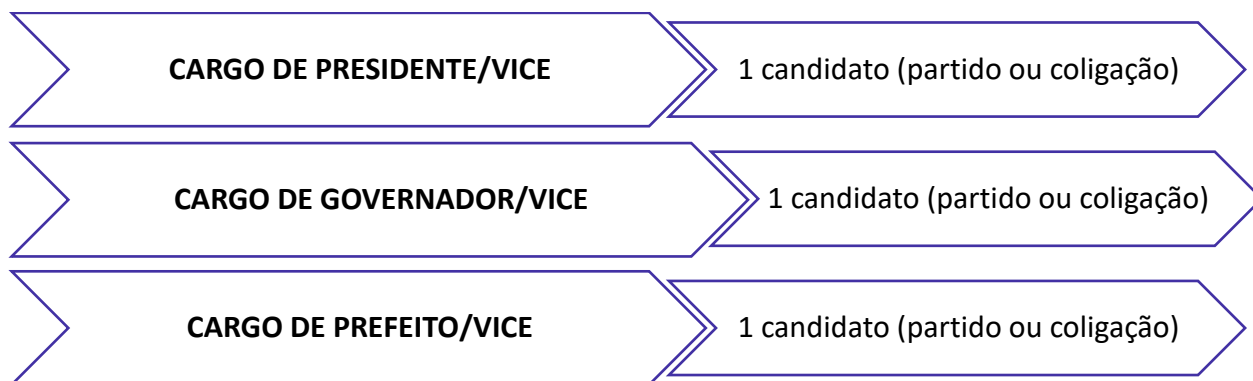 CARGO DE PRESIDENTE/VICE
1 candidato (partido ou coligação)
CARGO DE GOVERNADOR/VICE
1 candidato (partido ou coligação)
CARGO DE PREFEITO/VICE
1 candidato (partido ou coligação)